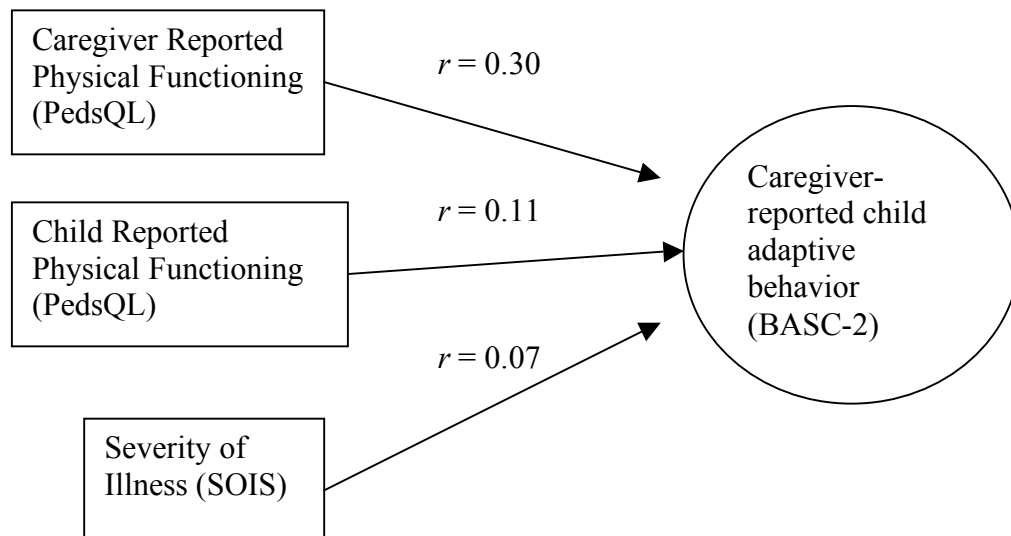 Caregiver Reported
Physical Functioning
(PedsQL)
r = 0.30
Child Reported
Physical Functioning
(PedsQL)
r = 0.11
Severity of
Illness (SOIS)
r = 0.07
Caregiver-
reported child
adaptive
behavior
(BASC-2)